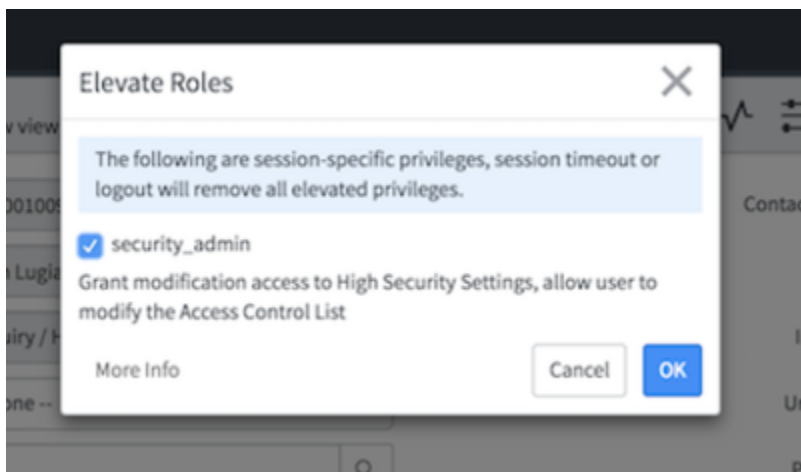 Elevate Roles
view
The following are session-specific privileges, session timeout or
logout will remove all elevated privileges.
security_admin
Grant modification access to High Security Settings, allow user to
modify the Access Control List
More Info
Cancel
OK